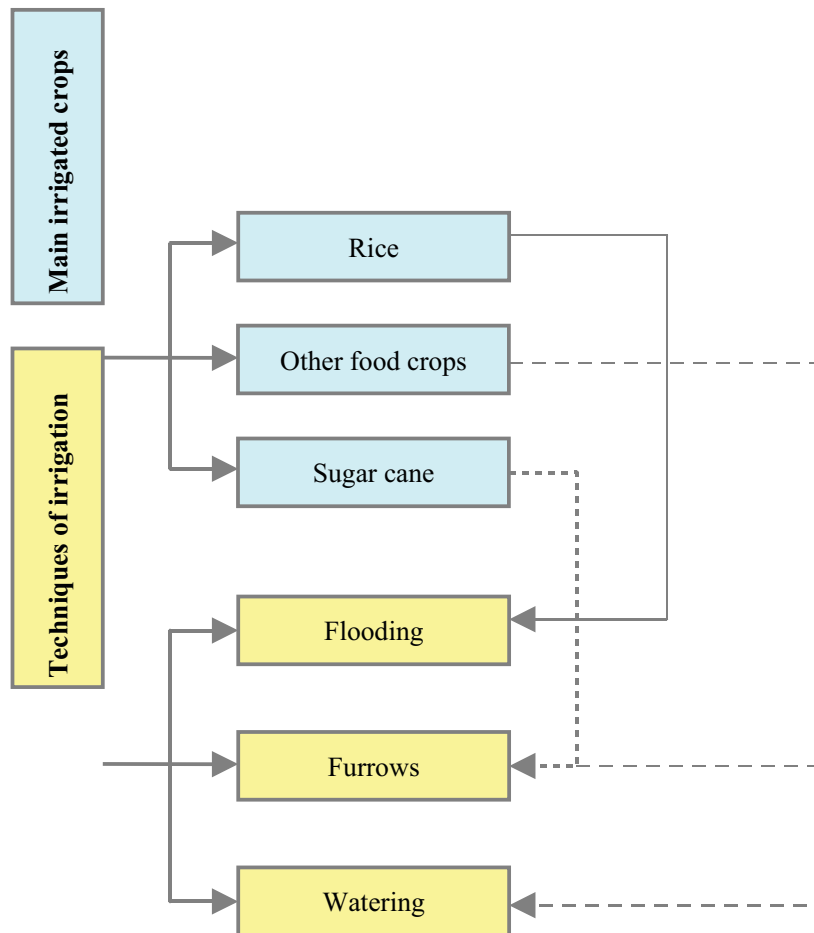 Main irrigated crops
Rice
Other food crops
Sugar cane
Techniques of irrigation
Flooding
Furrows
Watering